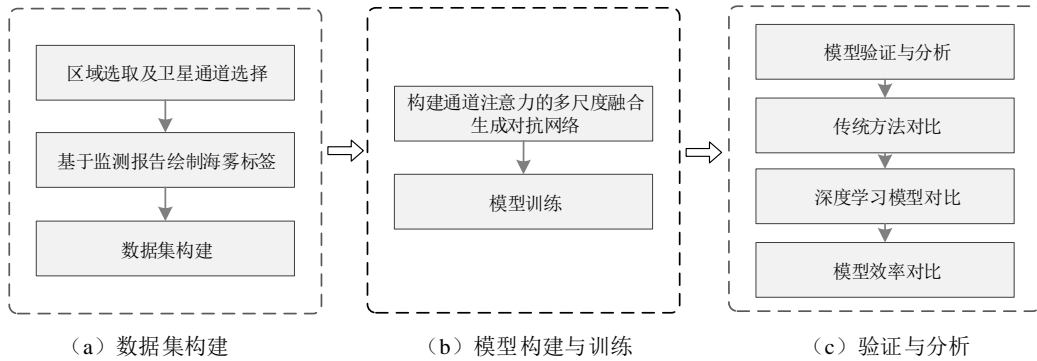 区域选取及卫星通道选择
基于监测报告绘制海雾标签
数据集构建
（a）数据集构建
构建通道注意力的多尺度融合
生成对抗网络
模型训练
（b）模型构建与训练
模型验证与分析
传统方法对比
深度学习模型对比
模型效率对比
（c）验证与分析